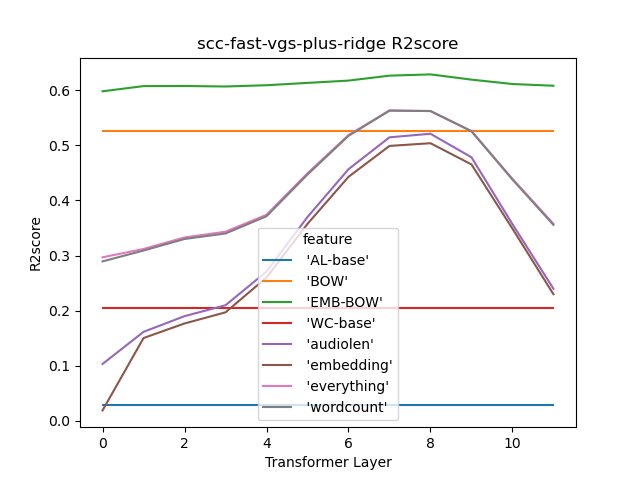 scc-fast-vgs-plus-ridge R2score
R2score
0.6
0.5
0.4
0.3
0.2
0.1
0.0
feature
'AL-base'
'BOW'
'EMB-BOW'
'WC-base'
'audiolen'
'embedding'
'everything'
'wordcount'
0 2 4 6 8 10
Transformer Layer